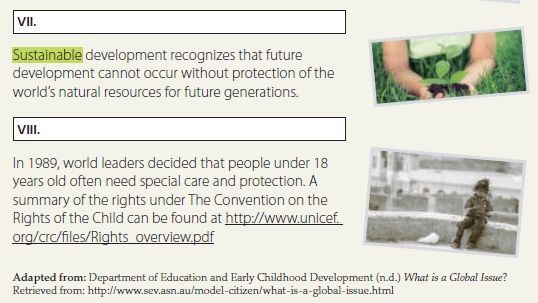 VII.
Sustainable development recognizes that future
development cannot occur without protection of the
world's natural resources for future generations.
VIII.
In 1989, world leaders decided that people under 18
years old often need special care and protection. A
summary of the rights under The Convention on the
Rights of the Child can be found at http://www.unicef.
org/crc/files/Rights_overview.pdf
Adapted from: Department of Education and Early Childhood Development (n.d.) What is a Global Issue?
Retrieved from: http://www.sev.asn.au/model-citizen/what-is-a-global-issue.html